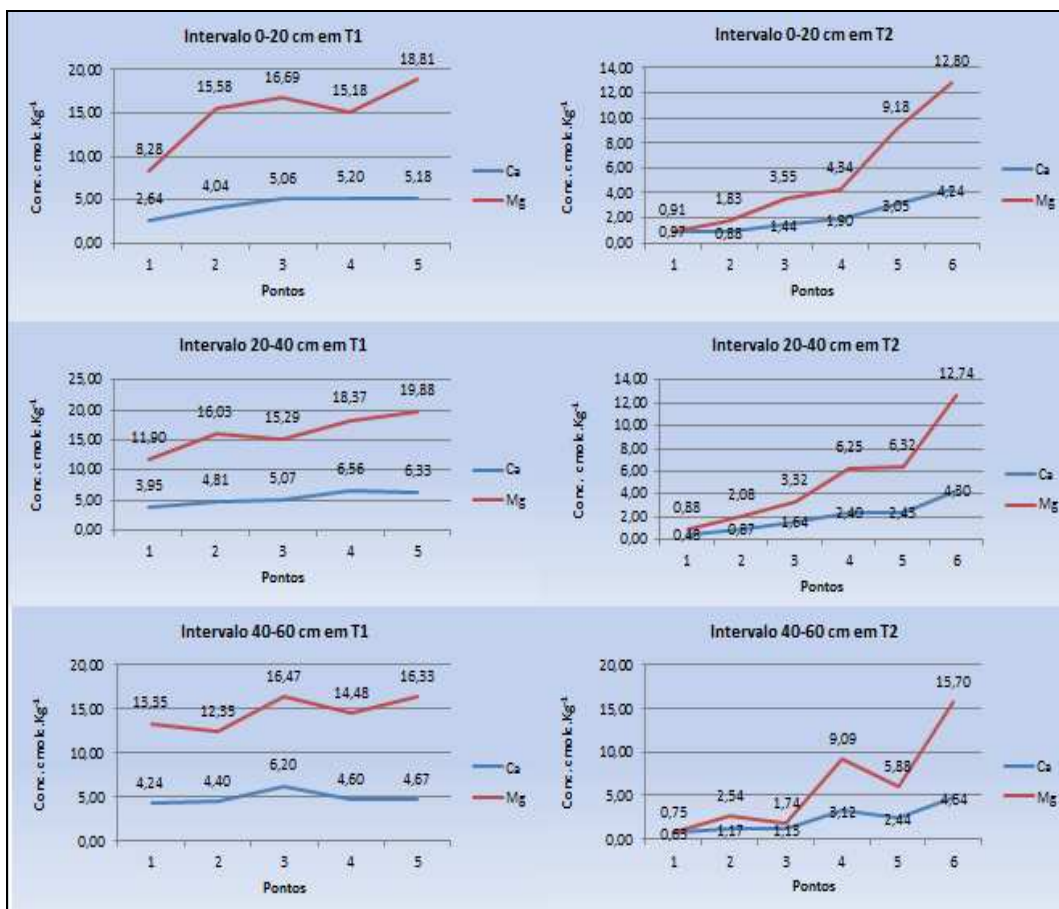 Intervalo 0-20 cm em T1
Conc. cmolc.Kg⁻¹
20,00
15,00
10,00
5,00
0,00
8,28
15,58
16,69
15,18
18,81
2,64
4,04
5,06
5,20
5,18
1 2 3 4 5
Pontos
Ca
Mg
Intervalo 0-20 cm em T2
Conc. cmolc.Kg⁻¹
14,00
12,00
10,00
8,00
6,00
4,00
2,00
0,00
0,91
1,83
3,55
4,34
9,18
12,80
0,97
0,88
1,44
1,90
3,05
4,24
1 2 3 4 5 6
Pontos
Ca
Mg
Intervalo 20-40 cm em T1
Conc. cmolc.Kg⁻¹
25,00
20,00
15,00
10,00
5,00
0,00
11,90
16,03
15,29
18,37
19,88
3,95
4,81
5,07
6,56
6,33
1 2 3 4 5
Pontos
Ca
Mg
Intervalo 20-40 cm em T2
Conc. cmolc.Kg⁻¹
14,00
12,00
10,00
8,00
6,00
4,00
2,00
0,00
0,88
2,08
3,32
6,25
6,32
12,74
0,87
1,64
1 2 3 4 5 6
Pontos
Ca
Mg
Intervalo 40-60 cm em T1
Conc. cmolc.Kg⁻¹
20,00
15,00
10,00
5,00
0,00
13,35
12,35
16,47
14,48
16,33
4,24
4,40
6,20
4,60
4,67
1 2 3 4 5
Pontos
Ca
Mg
Intervalo 40-60 cm em T2
Conc. cmolc.Kg⁻¹
20,00
15,00
10,00
5,00
0,00
0,75
2,54
1,74
9,09
5,88
15,70
1,17
3,12
2,44
4,64
1 2 3 4 5 6
Pontos
Ca
Mg